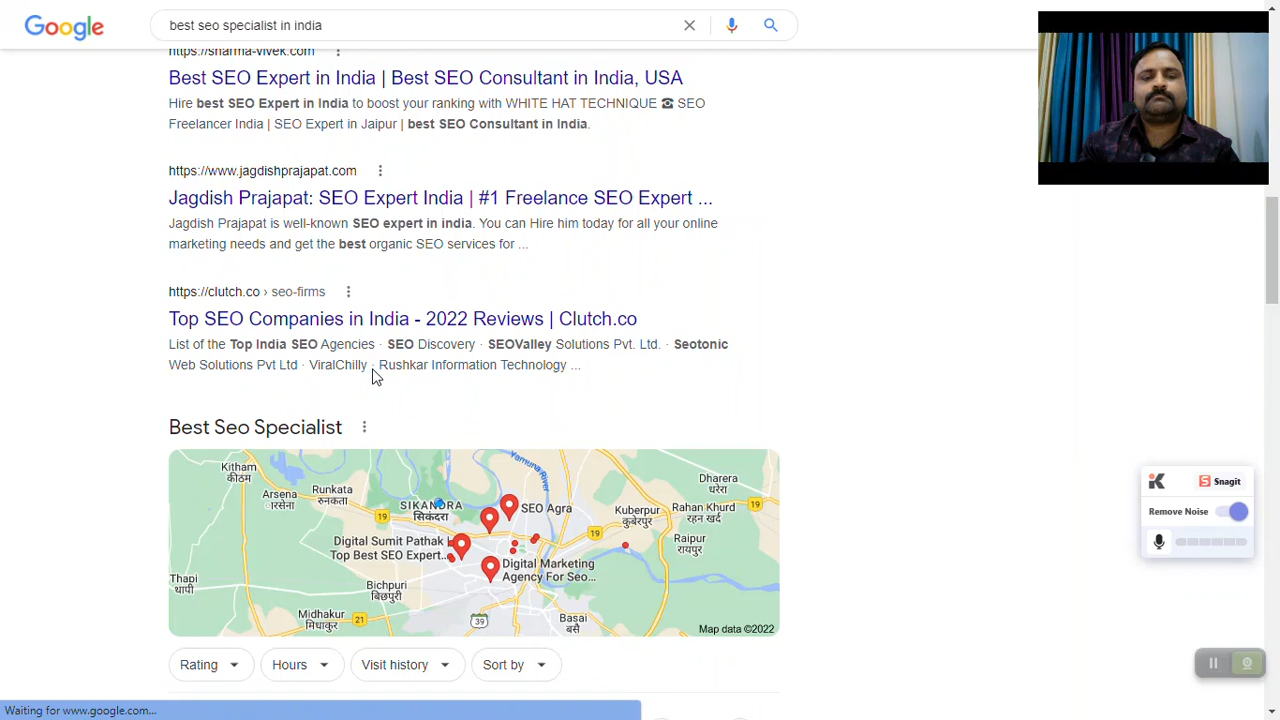 Google
best seo specialist in india
https://sharma-vivek.com
Best SEO Expert in India | Best SEO Consultant in India, USA
Hire best SEO Expert in India to boost your ranking with WHITE HAT TECHNIQUE ☎ SEO
Freelancer India | SEO Expert in Jaipur | best SEO Consultant in India.
https://www.jagdishprajapat.com
Jagdish Prajapat: SEO Expert India | #1 Freelance SEO Expert ...
Jagdish Prajapat is well-known SEO expert in india. You can Hire him today for all your online
marketing needs and get the best organic SEO services for ...
https://clutch.co › seo-firms
Top SEO Companies in India - 2022 Reviews | Clutch.co
List of the Top India SEO Agencies · SEO Discovery · SEOValley Solutions Pvt. Ltd. · Seotonic
Web Solutions Pvt Ltd · ViralChilly · Rushkar Information Technology ...
Best Seo Specialist
Kitham
कीठम
Arsena
अरसेना
Runkata
रुनकता
SIKANDRA
सिकंदरा
Yamuna River
SEO Agra
Kuberpur
कुबेरपुर
Dharera
धरेरा
Rahan Khurd
रहन खुर्द
Raipur
रायपुर
19
19
19
Digital Sumit Pathak
Top Best SEO Expert...
Digital Marketing
Agency For Seo...
Thapi
थापी
Bichpuri
बिछपुरी
Midhakur
मिढाकुर
21
39
Basai
बसै
Map data ©2022
Rating
Hours
Visit history
Sort by
Snagit
Remove Noise
Waiting for www.google.com...